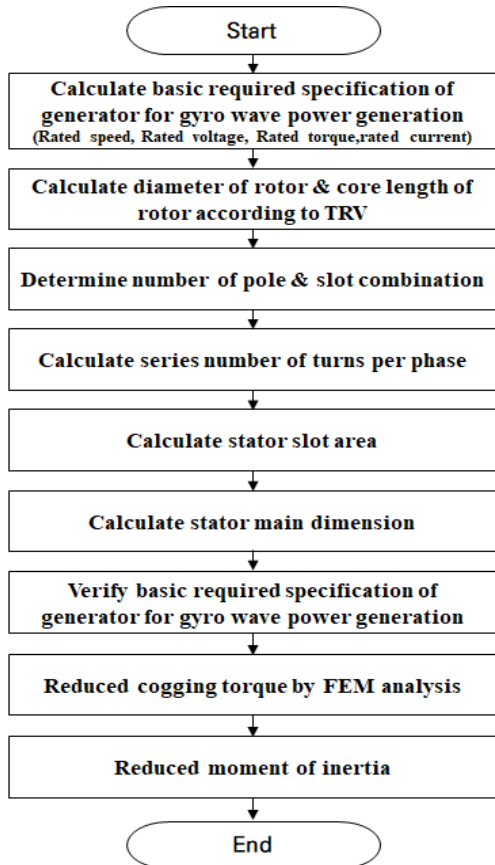 Start
Calculate basic required specification of
generator for gyro wave power generation
(Rated speed, Rated voltage, Rated torque,rated current)
Calculate diameter of rotor & core length of
rotor according to TRV
Determine number of pole & slot combination
Calculate series number of turns per phase
Calculate stator slot area
Calculate stator main dimension
Verify basic required specification of
generator for gyro wave power generation
Reduced cogging torque by FEM analysis
Reduced moment of inertia
End